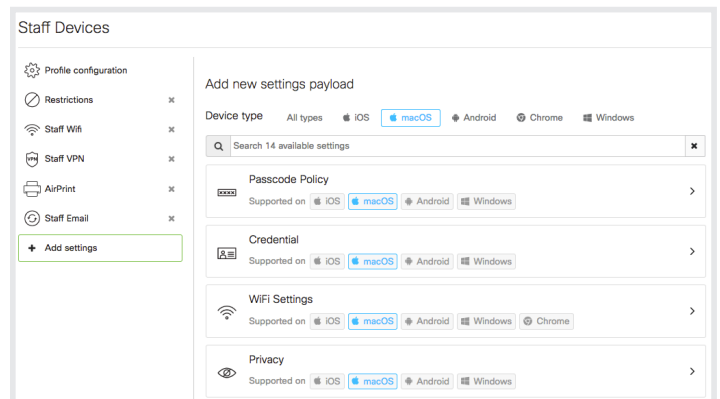 Staff Devices
Profile configuration
Restrictions
Staff Wifi
VPN Staff VPN
AirPrint
Staff Email
Add settings
Add new settings payload
Device type All types iOS macOS Android Chrome Windows
Search 14 available settings
Passcode Policy
Supported on iOS macOS Android Windows
Credential
Supported on iOS macOS Android Windows
WiFi Settings
Supported on iOS macOS Android Windows Chrome
Privacy
Supported on iOS macOS Android Windows